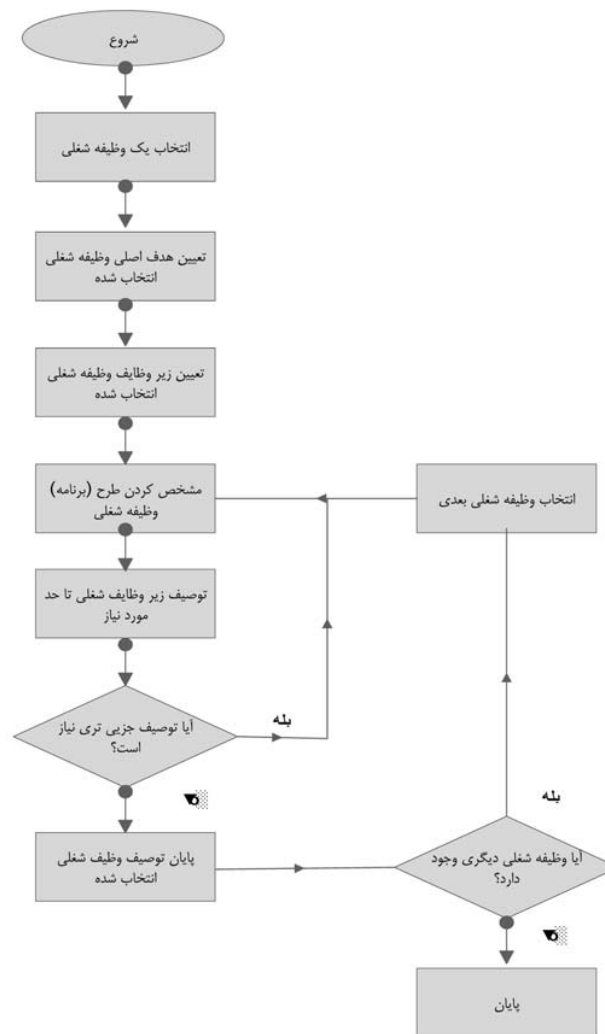 شروع
انتخاب یک وظیفه شغلی
تعیین هدف اصلی وظیفه شغلی
انتخاب شده
تعیین زیر وظایف وظیفه شغلی
انتخاب شده
مشخص کردن طرح (برنامه)
وظیفه شغلی
انتخاب وظیفه شغلی بعدی
توصیف زیر وظایف شغلی تا حد
مورد نیاز
آیا توصیف جزیی تری نیاز
است؟
بله
پایان توصیف وظیف شغلی
انتخاب شده
آیا وظیفه شغلی دیگری وجود
دارد؟
بله
پایان